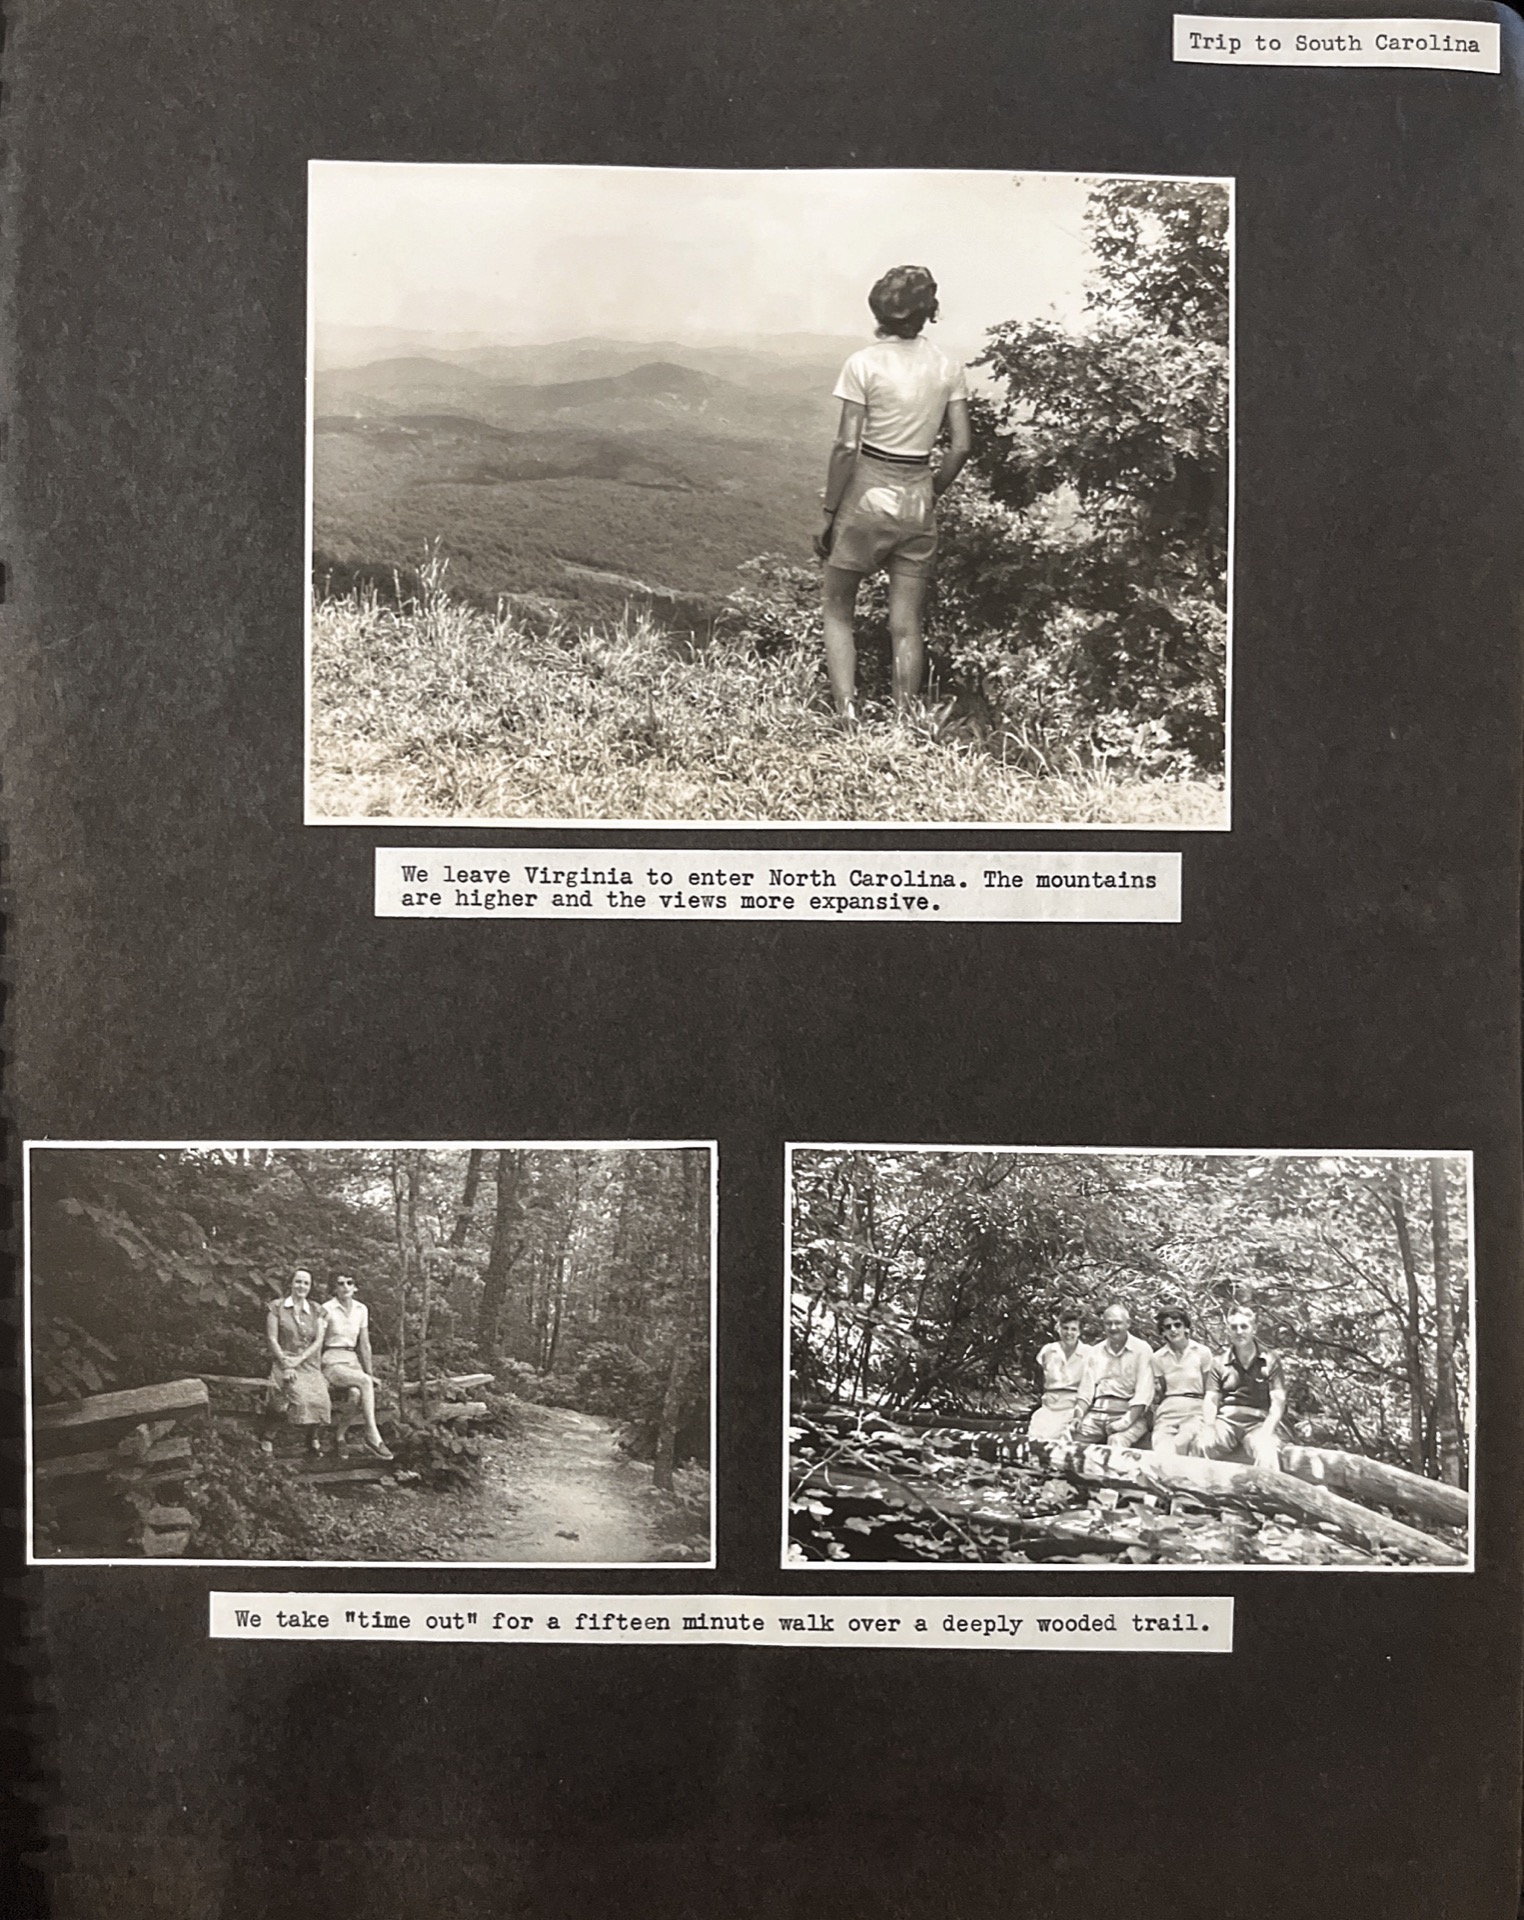 Trip to South Carolina
We leave Virginia to enter North Carolina. The mountains
are higher and the views more expansive.
We take "time out" for a fifteen minute walk over a deeply wooded trail.